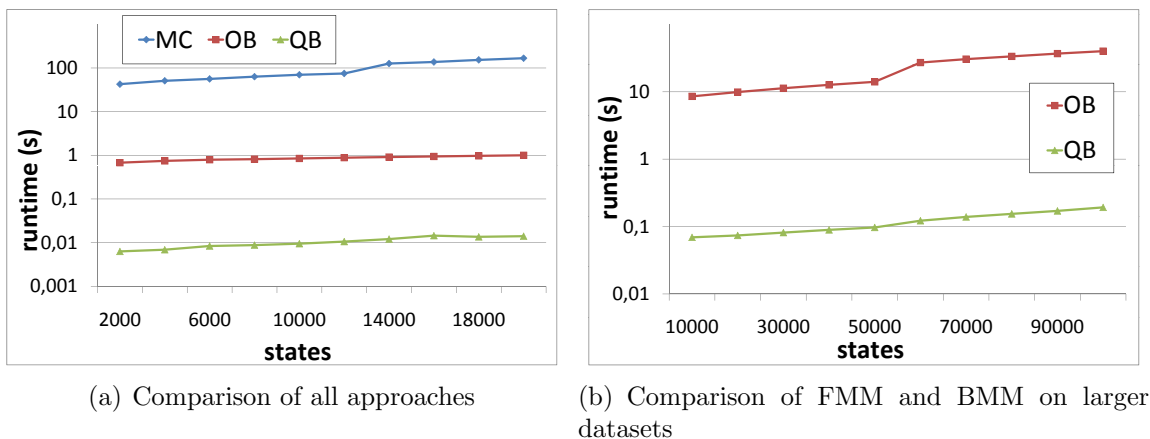 MC OB QB
runtime (s)
100
10
1
0,1
0,01
0,001
2000 6000 10000 14000 18000
states
(a) Comparison of all approaches
runtime (s)
10
1
0,1
0,01
OB
QB
10000 30000 50000 70000 90000
states
(b) Comparison of FMM and BMM on larger
datasets